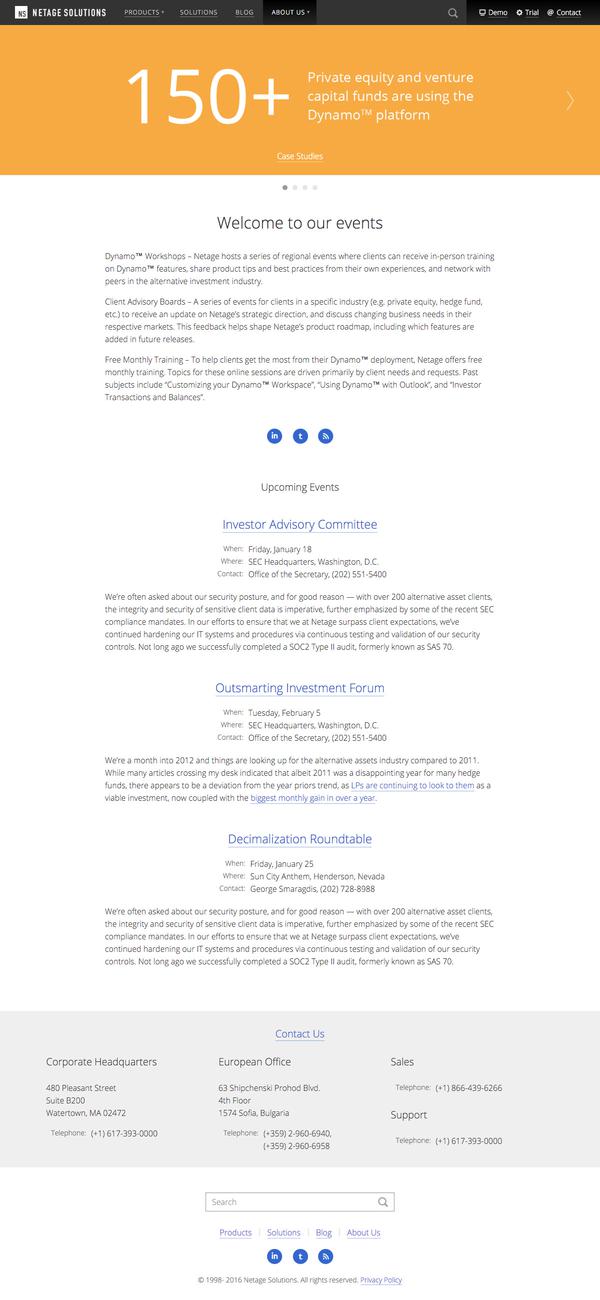 NS NETAGE SOLUTIONS PRODUCTS SOLUTIONS BLOG ABOUT US Demo Trial @ Contact
150+
Private equity and venture
capital funds are using the
Dynamo™ platform
Case Studies
Welcome to our events
Dynamo™ Workshops – Netage hosts a series of regional events where clients can receive in-person training
on Dynamo™ features, share product tips and best practices from their own experiences, and network with
peers in the alternative investment industry.
Client Advisory Boards – A series of events for clients in a specific industry (e.g. private equity, hedge fund,
etc.) to receive an update on Netage's strategic direction, and discuss changing business needs in their
respective markets. This feedback helps shape Netage's product roadmap, including which features are
added in future releases.
Free Monthly Training – To help clients get the most from their Dynamo™ deployment, Netage offers free
monthly training. Topics for these online sessions are driven primarily by client needs and requests. Past
subjects include “Customizing your Dynamo™ Workspace”, “Using Dynamo™ with Outlook”, and “Investor
Transactions and Balances”.
in t
Upcoming Events
Investor Advisory Committee
When: Friday, January 18
Where: SEC Headquarters, Washington, D.C.
Contact: Office of the Secretary, (202) 551-5400
We're often asked about our security posture, and for good reason — with over 200 alternative asset clients,
the integrity and security of sensitive client data is imperative, further emphasized by some of the recent SEC
compliance mandates. In our efforts to ensure that we at Netage surpass client expectations, we've
continued hardening our IT systems and procedures via continuous testing and validation of our security
controls. Not long ago we successfully completed a SOC2 Type II audit, formerly known as SAS 70.
Outsmarting Investment Forum
When: Tuesday, February 5
Where: SEC Headquarters, Washington, D.C.
Contact: Office of the Secretary, (202) 551-5400
We're a month into 2012 and things are looking up for the alternative assets industry compared to 2011.
While many articles crossing my desk indicated that albeit 2011 was a disappointing year for many hedge
funds, there appears to be a deviation from the year priors trend, as LPs are continuing to look to them as a
viable investment, now coupled with the biggest monthly gain in over a year.
Decimalization Roundtable
When: Friday, January 25
Where: Sun City Anthem, Henderson, Nevada
Contact: George Smaragdis, (202) 728-8988
We're often asked about our security posture, and for good reason — with over 200 alternative asset clients,
the integrity and security of sensitive client data is imperative, further emphasized by some of the recent SEC
compliance mandates. In our efforts to ensure that we at Netage surpass client expectations, we've
continued hardening our IT systems and procedures via continuous testing and validation of our security
controls. Not long ago we successfully completed a SOC2 Type II audit, formerly known as SAS 70.
Contact Us
Corporate Headquarters
480 Pleasant Street
Suite B200
Watertown, MA 02472
Telephone: (+1) 617-393-0000
European Office
63 Shipchenski Prohod Blvd.
4th Floor
1574 Sofia, Bulgaria
Telephone: (+359) 2-960-6940,
(+359) 2-960-6958
Sales
Telephone: (+1) 866-439-6266
Support
Telephone: (+1) 617-393-0000
Search
Products | Solutions | Blog | About Us
in t
© 1998- 2016 Netage Solutions. All rights reserved. Privacy Policy